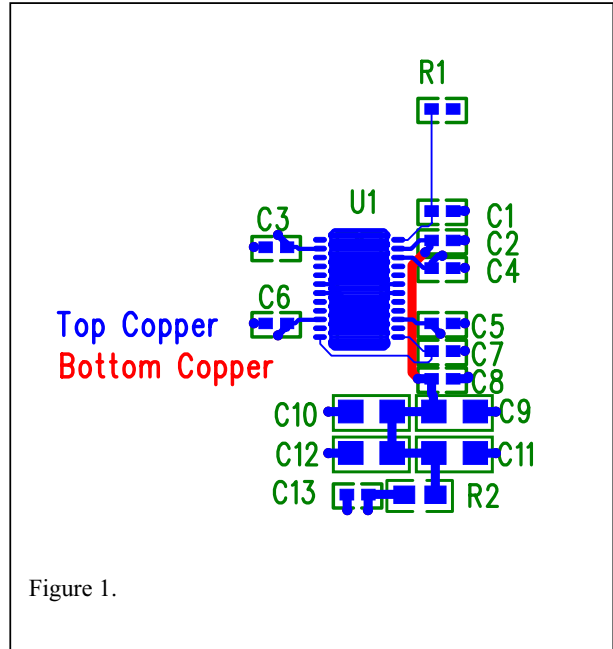 R1
U1
C3
C1
C2
C4
C6
Top Copper
C5
Bottom Copper
C7
C8
C10
C9
C12
C11
C13
R2
Figure 1.